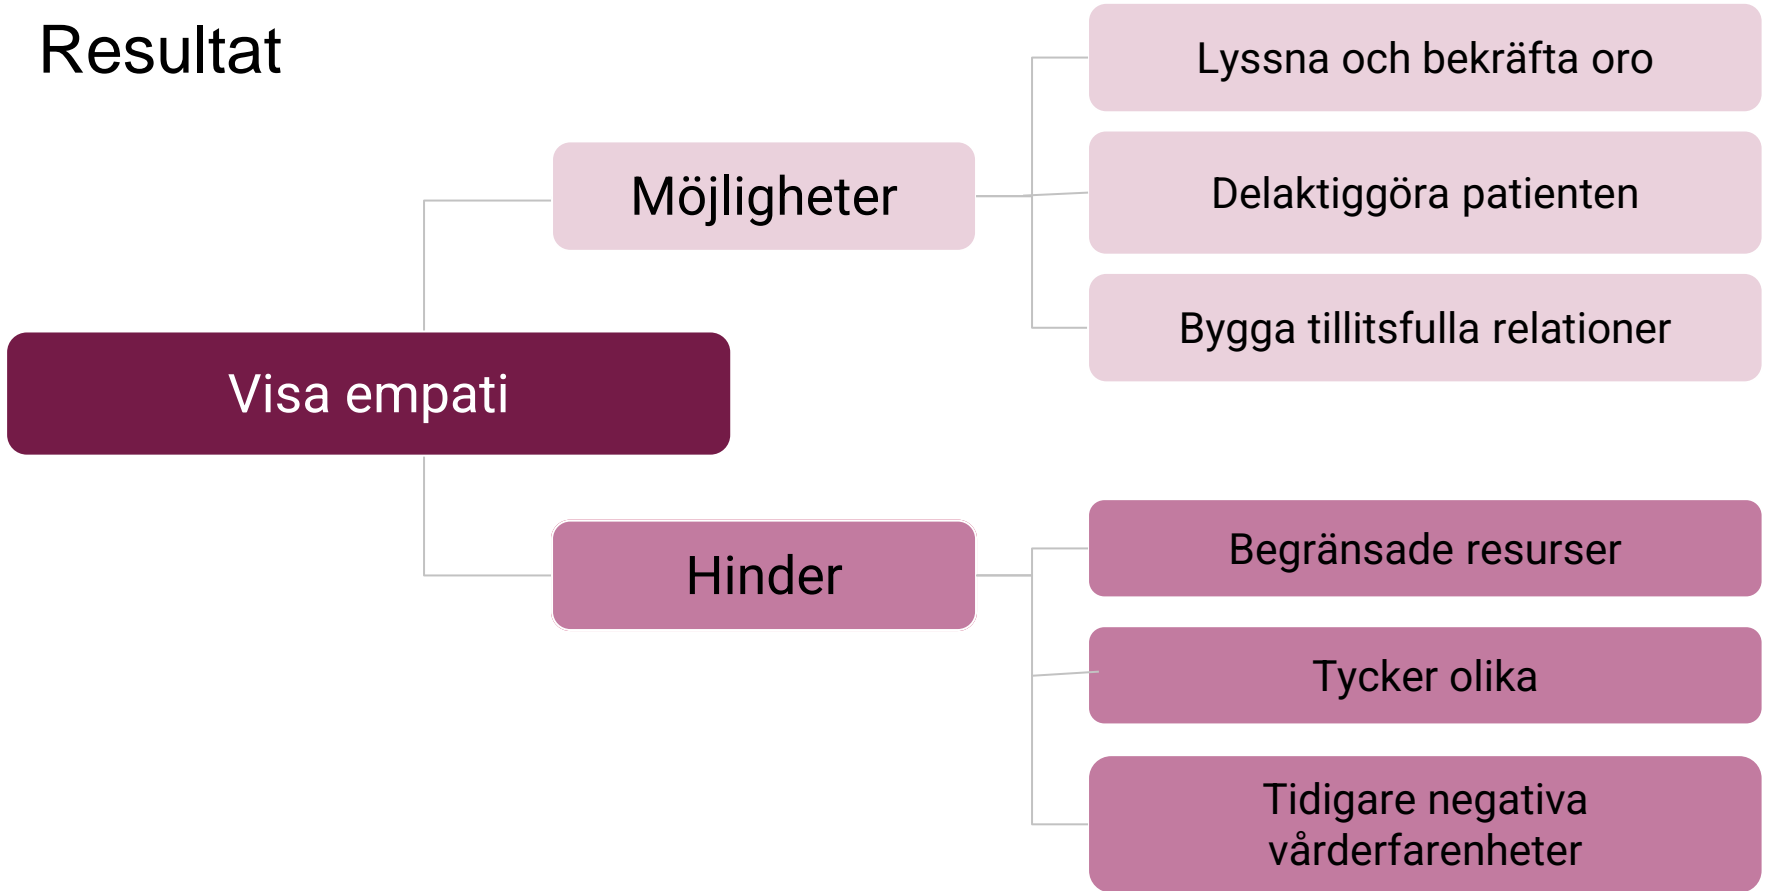 Resultat
Lyssna och bekräfta oro
Möjligheter
Delaktiggöra patienten
Bygga tillitsfulla relationer
Visa empati
Hinder
Begränsade resurser
Tycker olika
Tidigare negativa
vårderfarenheter